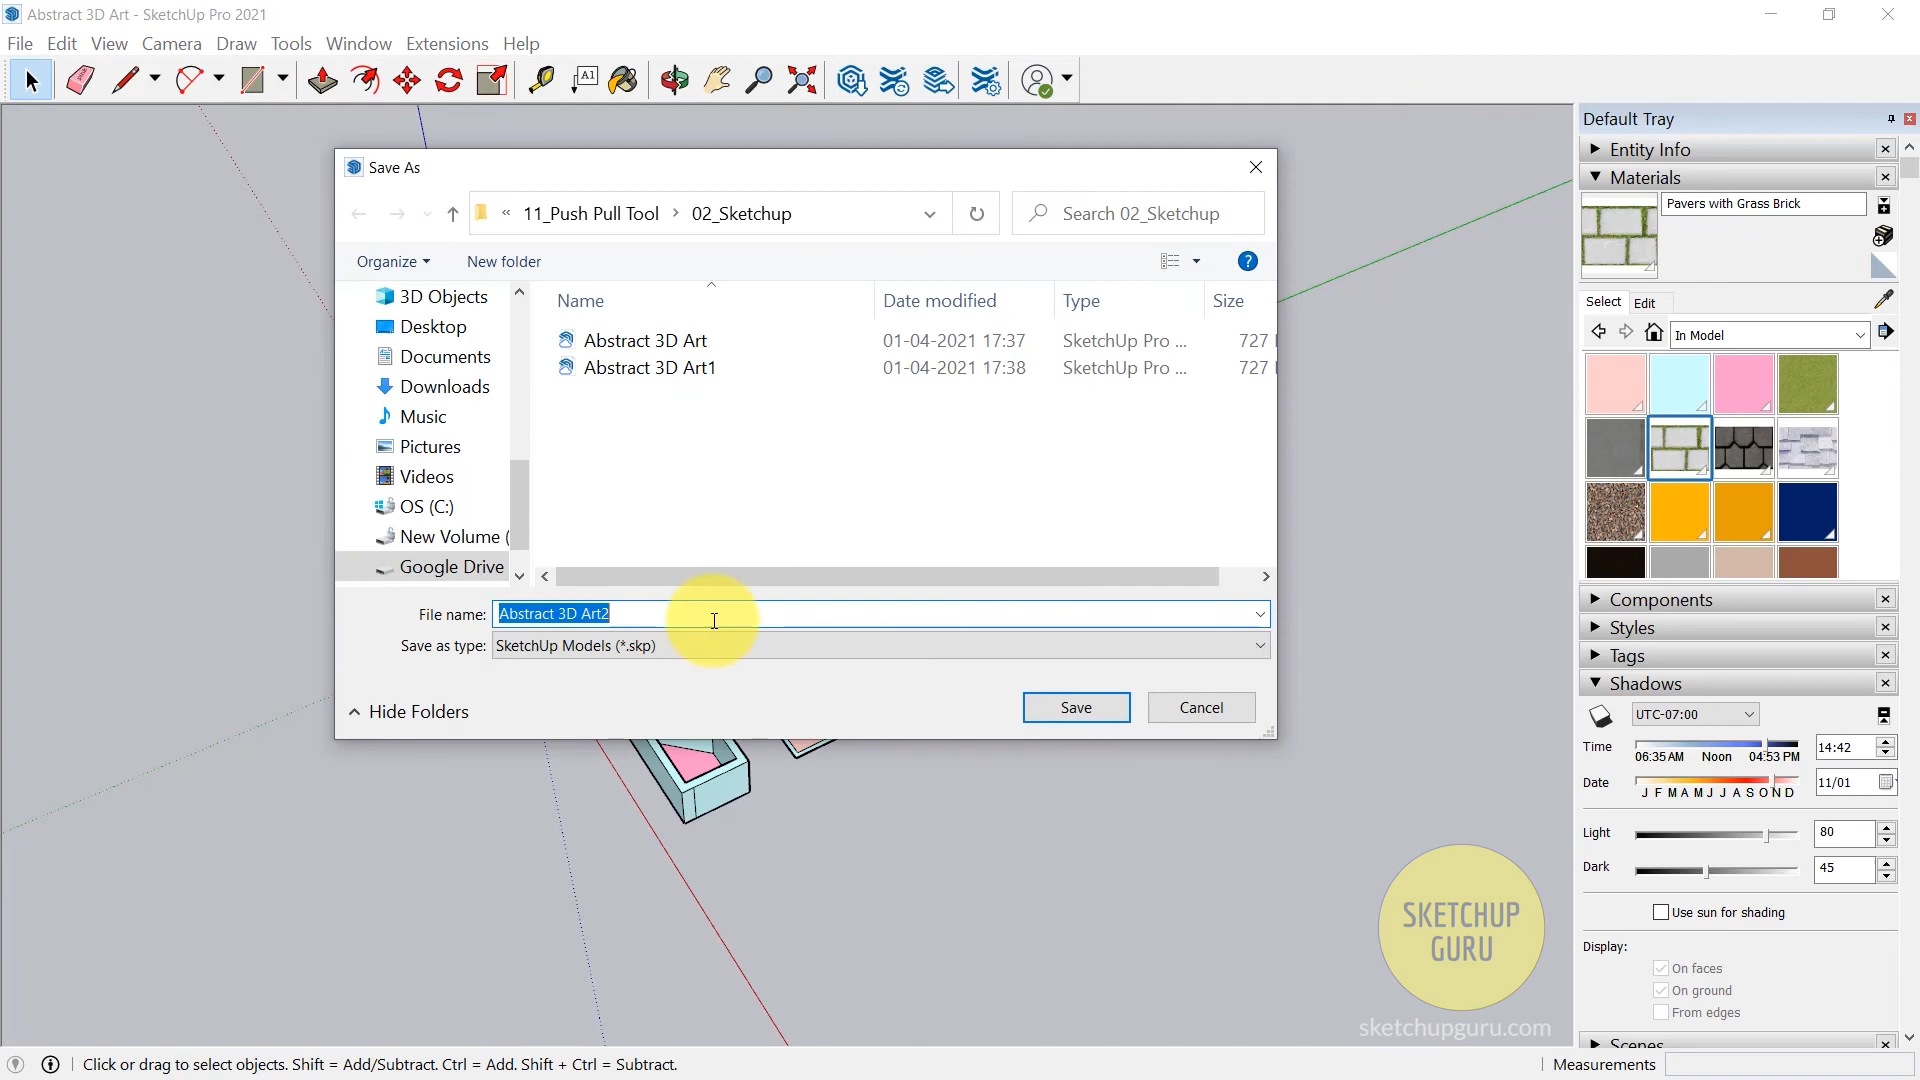 Abstract 3D Art - SketchUp Pro 2021
File Edit View Camera Draw Tools Window Extensions Help
A1
Default Tray
Entity Info
Materials
Pavers with Grass Brick
Select Edit
In Model
Save As
« 11_Push Pull Tool > 02_Sketchup
Search 02_Sketchup
Organize
New folder
?
3D Objects
Desktop
Documents
Downloads
Music
Pictures
Videos
OS (C:)
New Volume (
Google Drive
Name Date modified Type Size
Abstract 3D Art 01-04-2021 17:37 SketchUp Pro ... 727
Abstract 3D Art1 01-04-2021 17:38 SketchUp Pro ... 727
File name: Abstract 3D Art2
Save as type: SketchUp Models (*.skp)
Hide Folders
Save
Cancel
Components
Styles
Tags
Shadows
UTC-07:00
Time
06:35 AM Noon 04:53 PM
14:42
Date
J F M A M J J A S O N D
11/01
Light 80
Dark 45
Use sun for shading
Display:
On faces
On ground
From edges
Scenes
SKETCHUP
GURU
sketchupguru.com
Click or drag to select objects. Shift = Add/Subtract. Ctrl = Add. Shift + Ctrl = Subtract.
Measurements